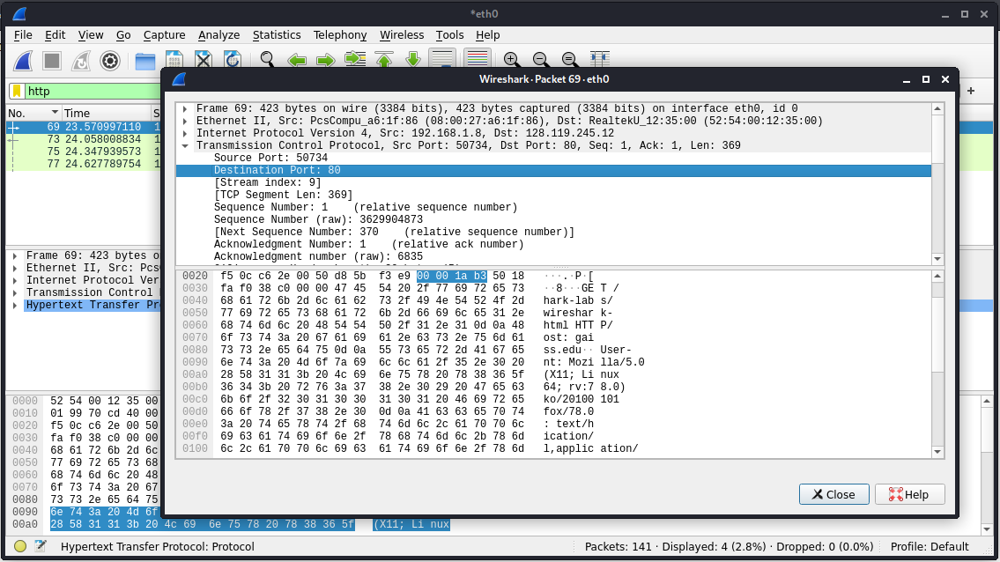 *eth0
File Edit View Go Capture Analyze Statistics Telephony Wireless Tools Help
http
+
No. Time S
69 23.570997110 1
73 24.058008834 1
75 24.347939573 1
77 24.627789754 1
Frame 69: 423 bytes o
Ethernet II, Src: Pcs
Internet Protocol Ver
Transmission Control
Hypertext Transfer Pr
0000 52 54 00 12 35 00
0010 01 99 70 cd 40 00
0020 f5 0c c6 2e 00 50
0030 fa f0 38 c0 00 00
0040 68 61 72 6b 2d 6c
0050 77 69 72 65 73 68
0060 68 74 6d 6c 20 48
0070 6f 73 74 3a 20 67
0080 73 73 2e 65 64 75
0090 6e 74 3a 20 4d 6f
00a0 28 58 31 31 3b 20 4c 69 6e 75 78 20 78 38 36 5f (X11; Li nux
Wireshark · Packet 69 · eth0
Frame 69: 423 bytes on wire (3384 bits), 423 bytes captured (3384 bits) on interface eth0, id 0
Ethernet II, Src: PcsCompu_a6:1f:86 (08:00:27:a6:1f:86), Dst: RealtekU_12:35:00 (52:54:00:12:35:00)
Internet Protocol Version 4, Src: 192.168.1.8, Dst: 128.119.245.12
Transmission Control Protocol, Src Port: 50734, Dst Port: 80, Seq: 1, Ack: 1, Len: 369
Source Port: 50734
Destination Port: 80
[Stream index: 9]
[TCP Segment Len: 369]
Sequence Number: 1 (relative sequence number)
Sequence Number (raw): 3629904873
[Next Sequence Number: 370 (relative sequence number)]
Acknowledgment Number: 1 (relative ack number)
Acknowledgment number (raw): 6835
0020 f5 0c c6 2e 00 50 d8 5b f3 e9 00 00 1a b3 50 18 ···.·P·[
0030 fa f0 38 c0 00 00 47 45 54 20 2f 77 69 72 65 73 ··8···GE T /
0040 68 61 72 6b 2d 6c 61 62 73 2f 49 4e 54 52 4f 2d hark-lab s/
0050 77 69 72 65 73 68 61 72 6b 2d 66 69 6c 65 31 2e wireshar k-
0060 68 74 6d 6c 20 48 54 54 50 2f 31 2e 31 0d 0a 48 html HTT P/
0070 6f 73 74 3a 20 67 61 69 61 2e 63 73 2e 75 6d 61 ost: gai
0080 73 73 2e 65 64 75 0d 0a 55 73 65 72 2d 41 67 65 ss.edu·· User-
0090 6e 74 3a 20 4d 6f 7a 69 6c 6c 61 2f 35 2e 30 20 nt: Mozi lla/5.0
00a0 28 58 31 31 3b 20 4c 69 6e 75 78 20 78 38 36 5f (X11; Li nux
00b0 36 34 3b 20 72 76 3a 37 38 2e 30 29 20 47 65 63 64; rv:7 8.0)
00c0 6b 6f 2f 32 30 31 30 30 31 30 31 20 46 69 72 65 ko/20100 101
00d0 66 6f 78 2f 37 38 2e 30 0d 0a 41 63 63 65 70 74 fox/78.0
00e0 3a 20 74 65 78 74 2f 68 74 6d 6c 2c 61 70 70 6c : text/h
00f0 69 63 61 74 69 6f 6e 2f 78 68 74 6d 6c 2b 78 6d ication/
0100 6c 2c 61 70 70 6c 69 63 61 74 69 6f 6e 2f 78 6d l,applic ation/
Close Help
Hypertext Transfer Protocol: Protocol Packets: 141 · Displayed: 4 (2.8%) · Dropped: 0 (0.0%) Profile: Default